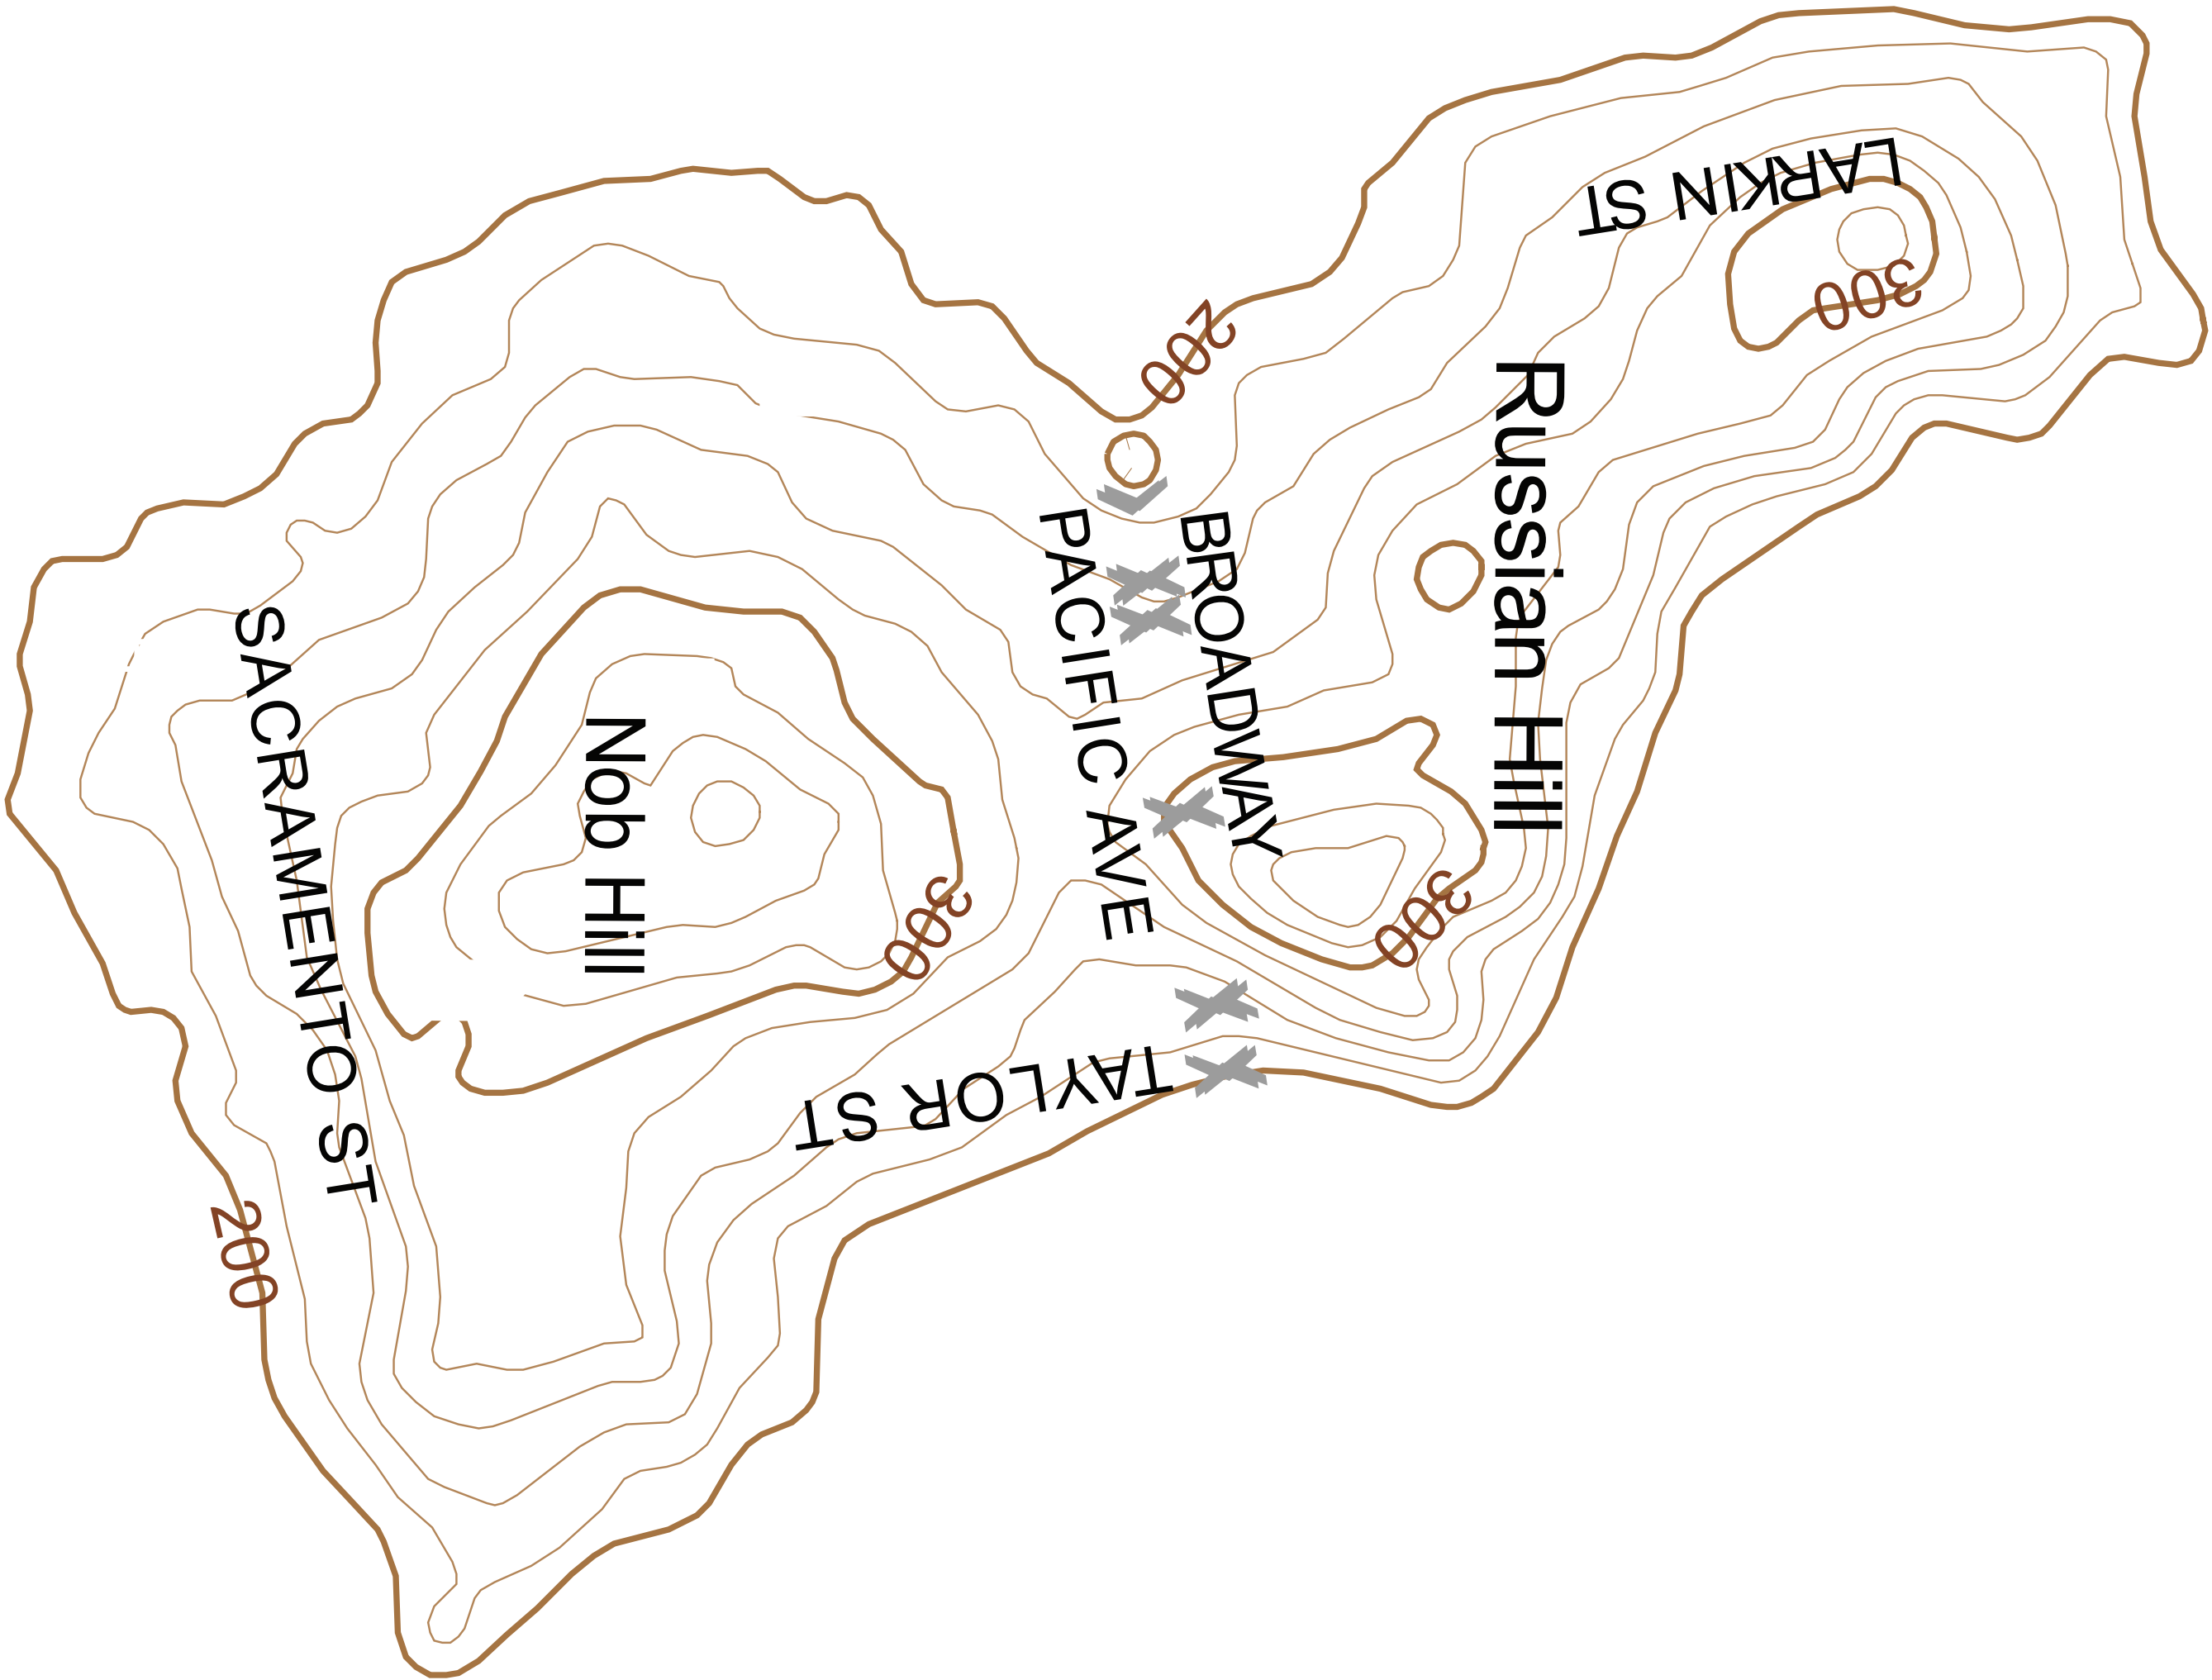 LARKIN ST
300
200
Russian Hill
BROADWAY
PACIFIC AVE
SACRAMENTO ST
Nob Hill
300
300
TAYLOR ST
200